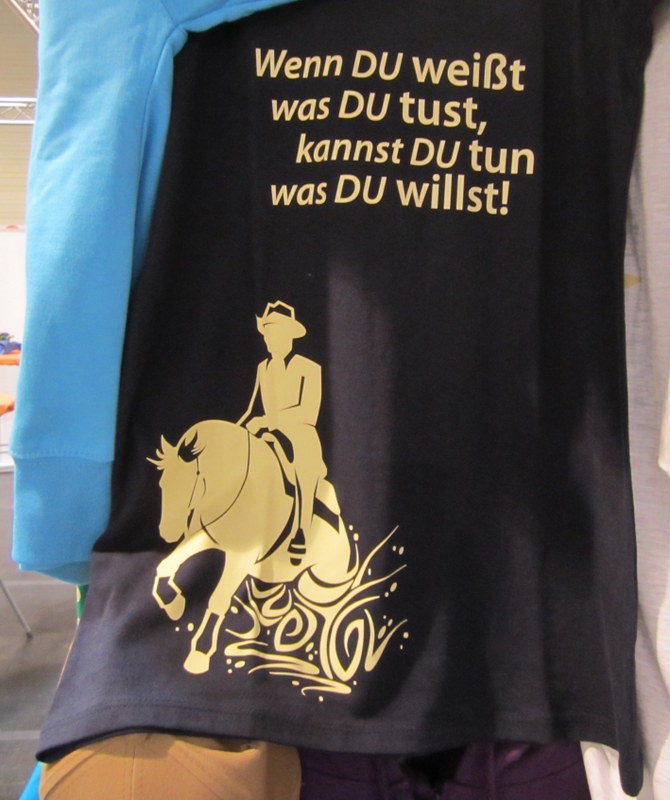 Wenn DU weißt
was DU tust,
kannst DU tun
was DU willst!